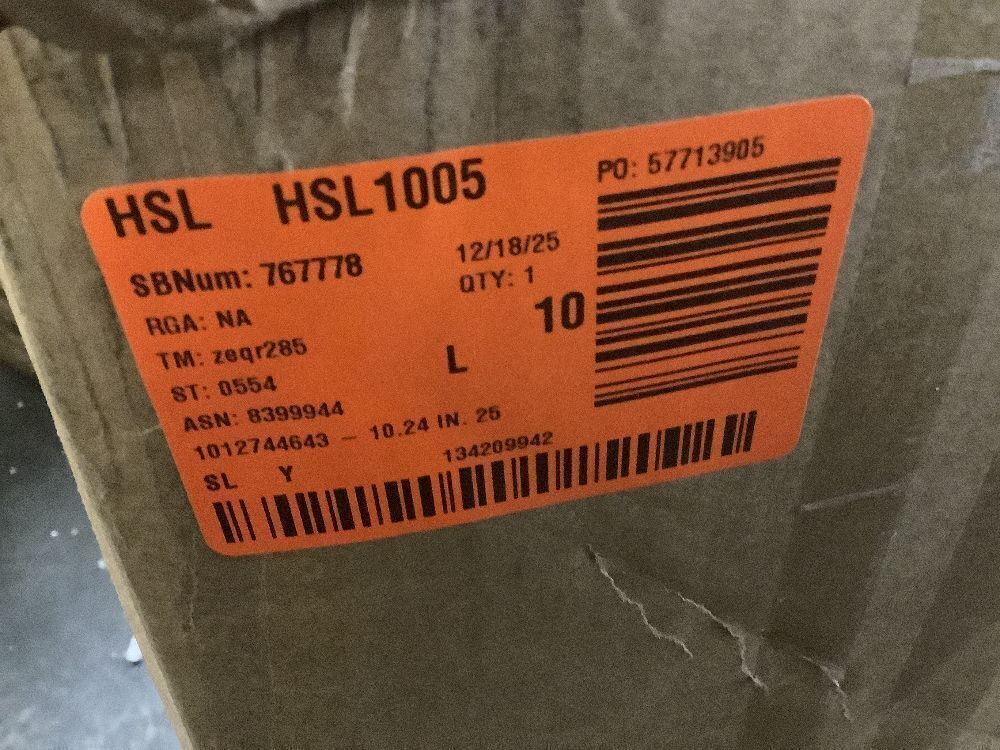 HSL HSL1005
PO: 57713905
SBNum: 767778
12/18/25
RGA: NA
QTY: 1
10
TM: zeqr285
L
ST: 0554
ASN: 8399944
1012744643 - 10.24 IN. 25
SL Y
134209942